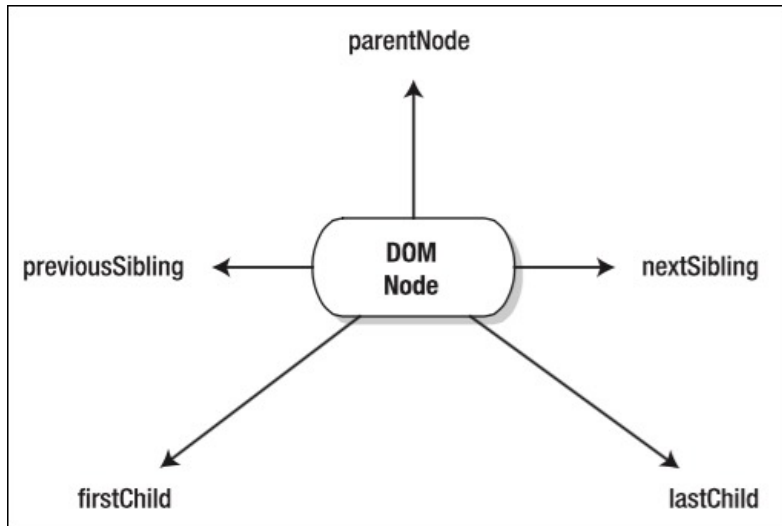 parentNode
previousSibling
DOM
Node
nextSibling
firstChild
lastChild